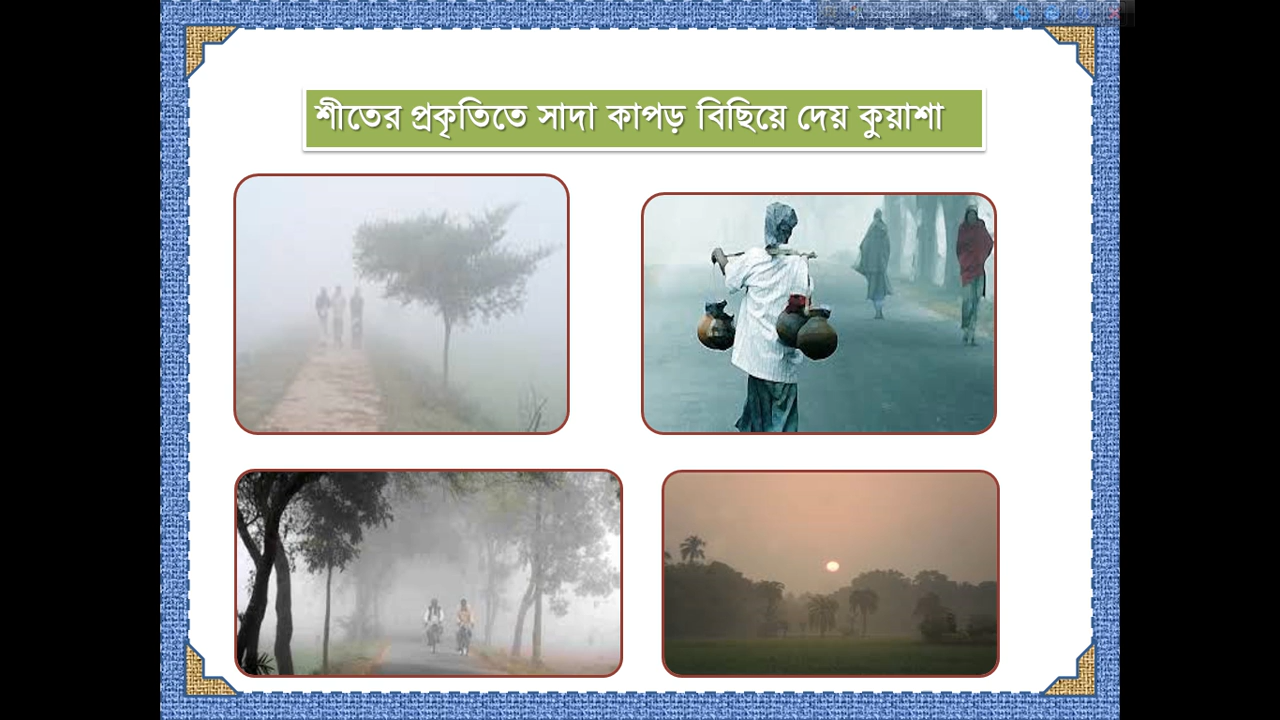 শীতের প্রকৃতিতে সাদা কাপড় বিছিয়ে দেয় কুয়াশা